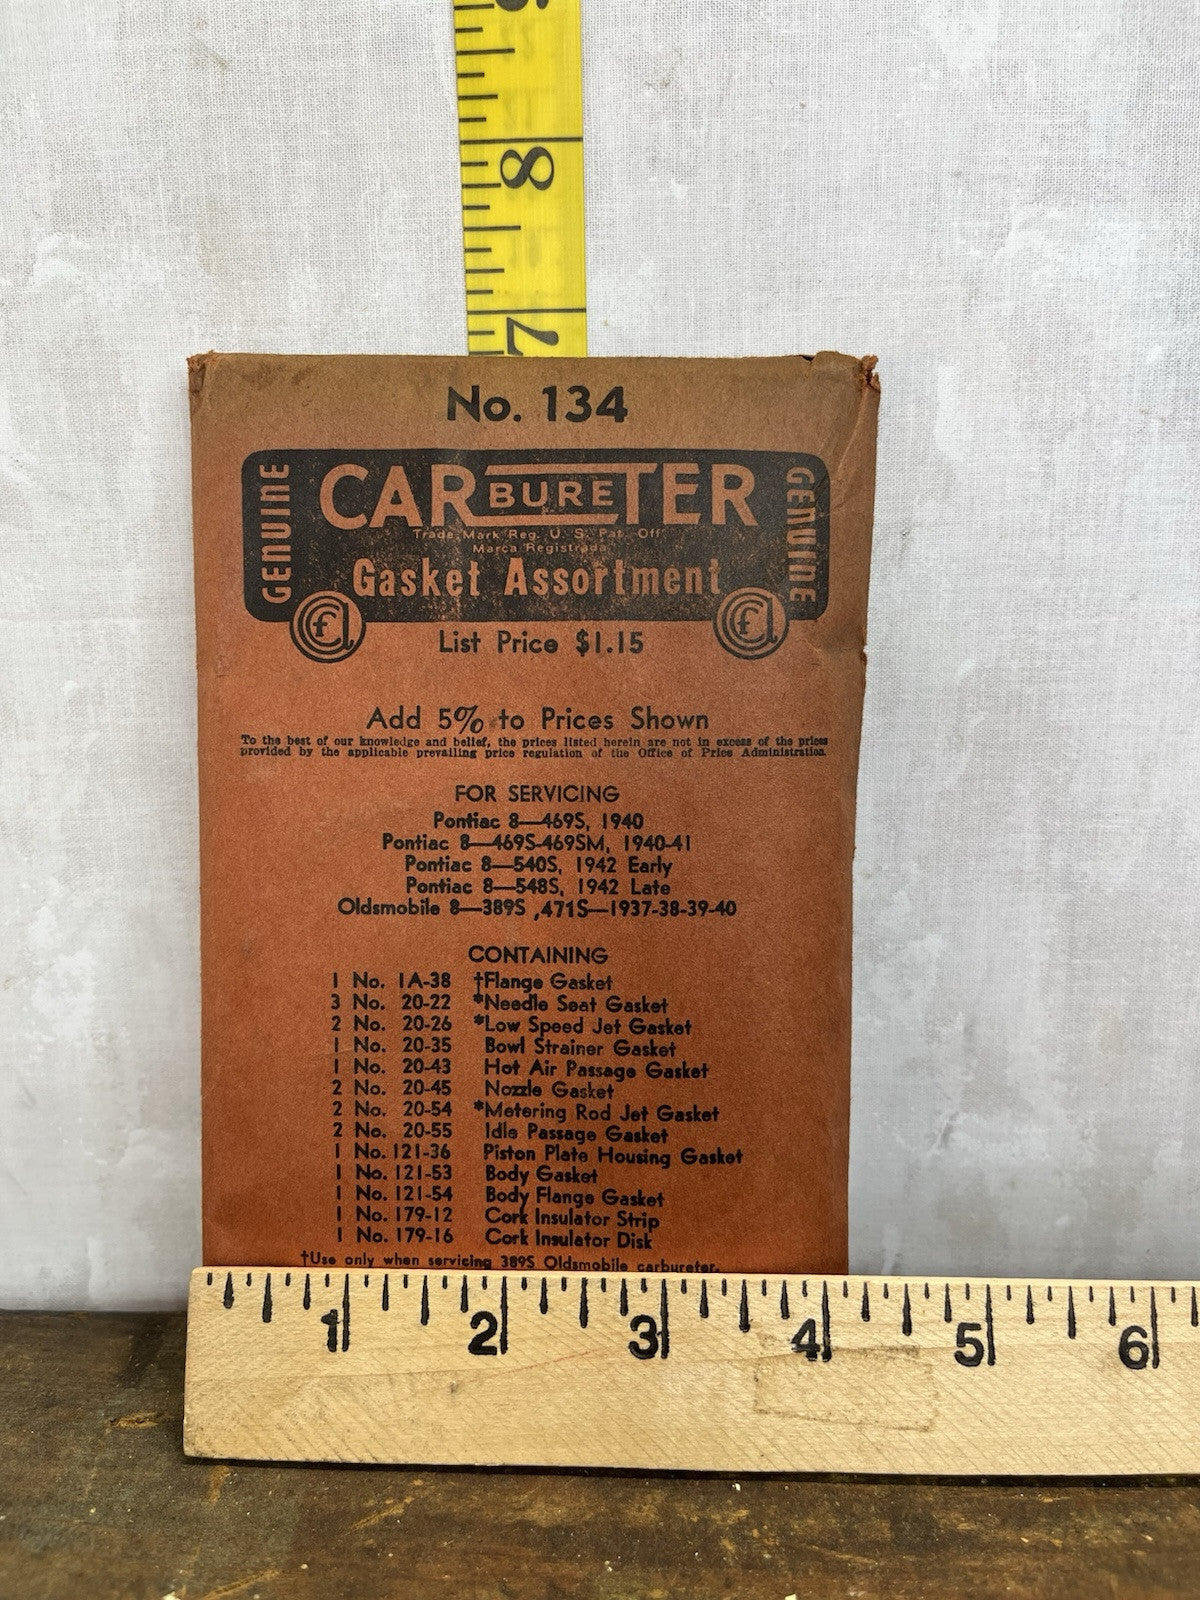 8
7
No. 134
GENUINE
CARBURETER
GENUINE
Trade Mark Reg. U. S. Pat. Off
Marca Registrada
Gasket Assortment
List Price $1.15
Add 5% to Prices Shown
To the best of our knowledge and belief, the prices listed herein are not in excess of the prices
provided by the applicable prevailing price regulation of the Office of Price Administration.
FOR SERVICING
Pontiac 8—469S, 1940
Pontiac 8—469S-469SM, 1940-41
Pontiac 8—540S, 1942 Early
Pontiac 8—548S, 1942 Late
Oldsmobile 8—389S ,471S—1937-38-39-40
CONTAINING
1 No. 1A-38 †Flange Gasket
3 No. 20-22 *Needle Seat Gasket
2 No. 20-26 *Low Speed Jet Gasket
1 No. 20-35 Bowl Strainer Gasket
1 No. 20-43 Hot Air Passage Gasket
2 No. 20-45 Nozzle Gasket
2 No. 20-54 *Metering Rod Jet Gasket
2 No. 20-55 Idle Passage Gasket
1 No. 121-36 Piston Plate Housing Gasket
1 No. 121-53 Body Gasket
1 No. 121-54 Body Flange Gasket
1 No. 179-12 Cork Insulator Strip
1 No. 179-16 Cork Insulator Disk
†Use only when servicing 389S Oldsmobile carbureter.
1 2 3 4 5 6